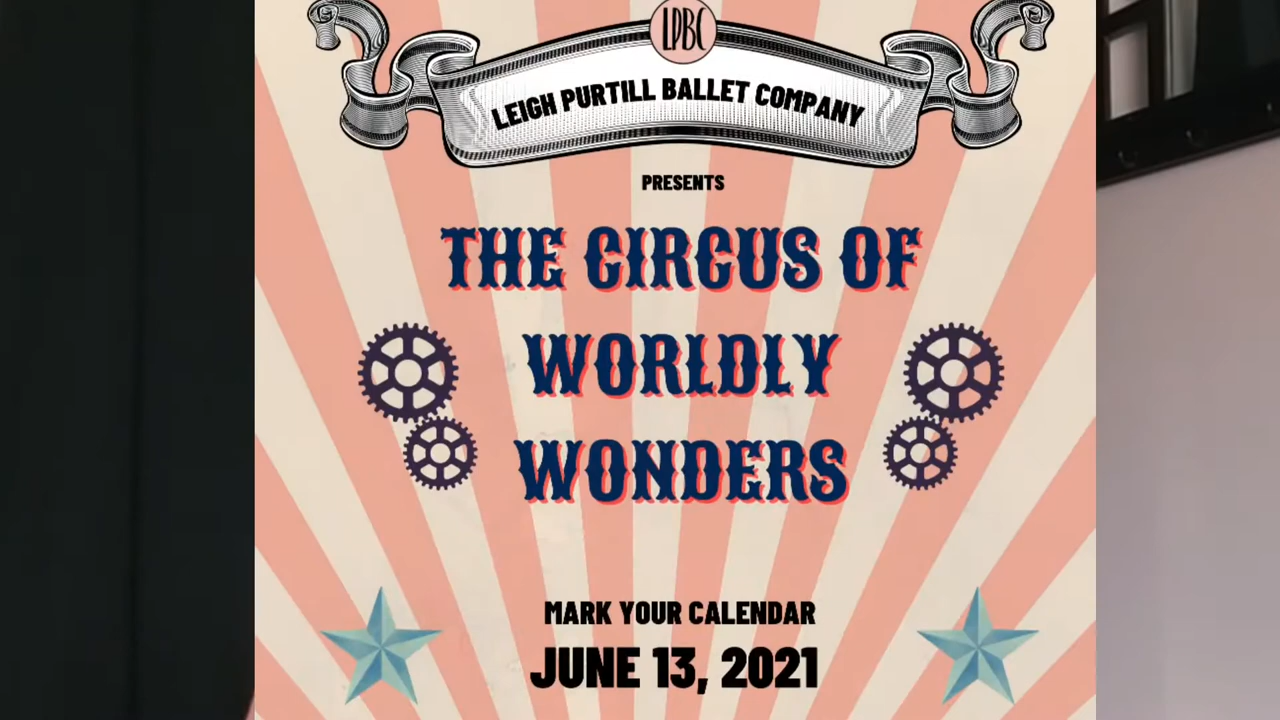 LPBC
LEIGH PURTILL BALLET COMPANY
PRESENTS
THE CIRCUS OF
WORLDLY
WONDERS
MARK YOUR CALENDAR
JUNE 13, 2021